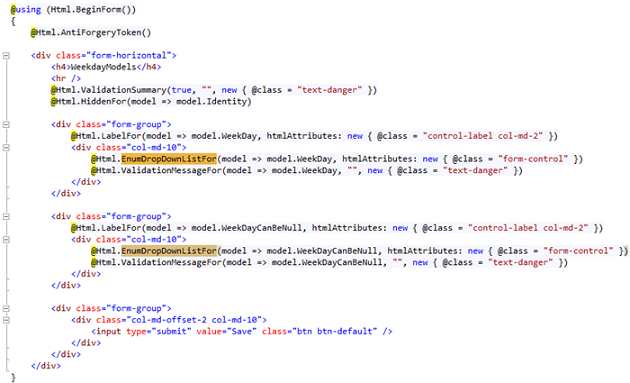 @using (Html.BeginForm())
{
    @Html.AntiForgeryToken()

    <div class="form-horizontal">
        <h4>WeekdayModels</h4>
        <hr />
        @Html.ValidationSummary(true, "", new { @class = "text-danger" })
        @Html.HiddenFor(model => model.Identity)

        <div class="form-group">
            @Html.LabelFor(model => model.WeekDay, htmlAttributes: new { @class = "control-label col-md-2" })
            <div class="col-md-10">
                @Html.EnumDropDownListFor(model => model.WeekDay, htmlAttributes: new { @class = "form-control" })
                @Html.ValidationMessageFor(model => model.WeekDay, "", new { @class = "text-danger" })
            </div>
        </div>

        <div class="form-group">
            @Html.LabelFor(model => model.WeekDayCanBeNull, htmlAttributes: new { @class = "control-label col-md-2" })
            <div class="col-md-10">
                @Html.EnumDropDownListFor(model => model.WeekDayCanBeNull, htmlAttributes: new { @class = "form-control" })
                @Html.ValidationMessageFor(model => model.WeekDayCanBeNull, "", new { @class = "text-danger" })
            </div>
        </div>

        <div class="form-group">
            <div class="col-md-offset-2 col-md-10">
                <input type="submit" value="Save" class="btn btn-default" />
            </div>
        </div>
    </div>
}